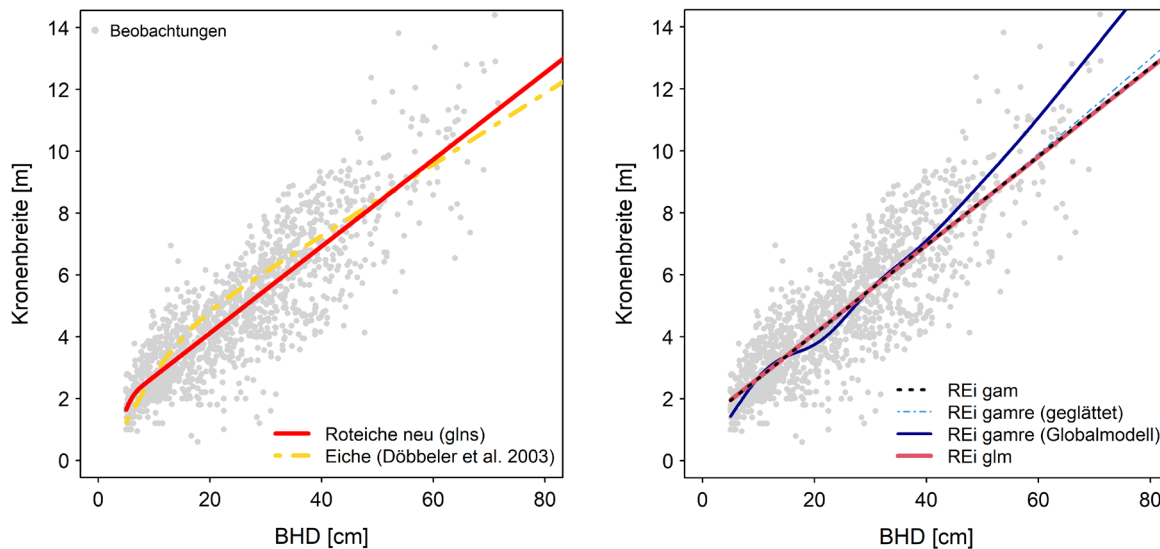 Beobachtungen
Kronenbreite [m]
14
12
10
8
6
4
2
0
Roteiche neu (glns)
Eiche (Döbbeler et al. 2003)
0 20 40 60 80
BHD [cm]
Kronenbreite [m]
14
12
10
8
6
4
2
0
REi gam
REi gamre (geglättet)
REi gamre (Globalmodell)
REi glm
0 20 40 60 80
BHD [cm]